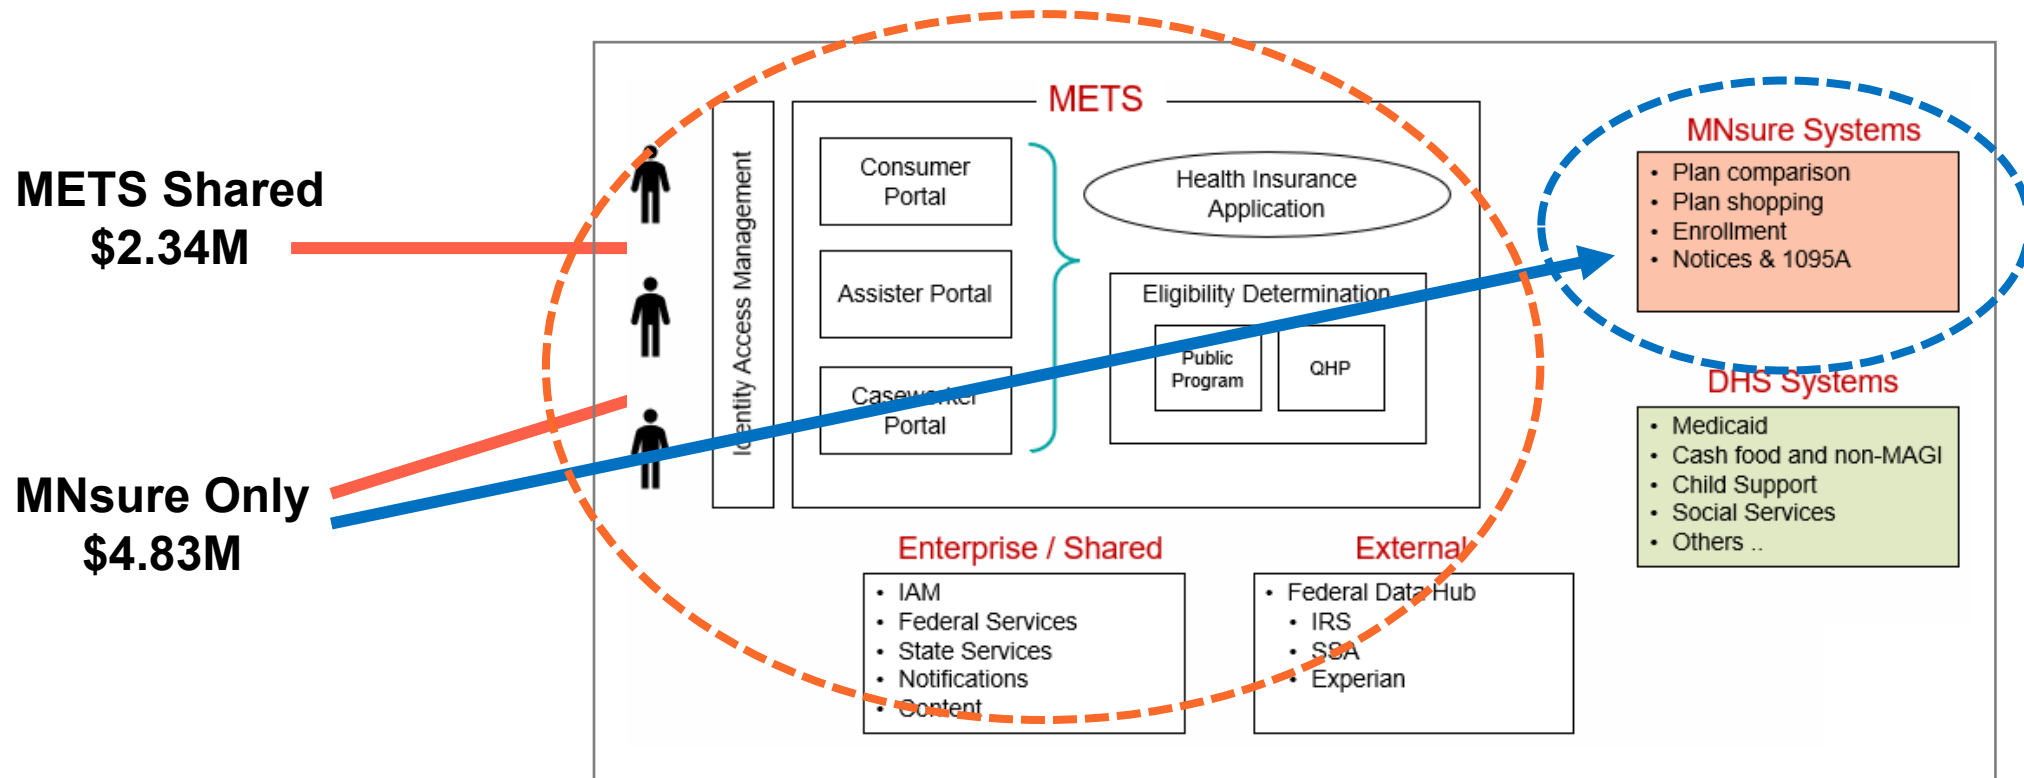 METS Shared
$2.34M
MNsure Only
$4.83M
Identity Access Management
METS
Consumer
Portal
Assister Portal
Caseworker
Portal
Health Insurance
Application
Eligibility Determination
Public
Program
QHP
MNsure Systems
• Plan comparison
• Plan shopping
• Enrollment
• Notices & 1095A
DHS Systems
• Medicaid
• Cash food and non-MAGI
• Child Support
• Social Services
• Others ..
Enterprise / Shared
• IAM
• Federal Services
• State Services
• Notifications
• Content
External
• Federal Data Hub
• IRS
• SSA
• Experian